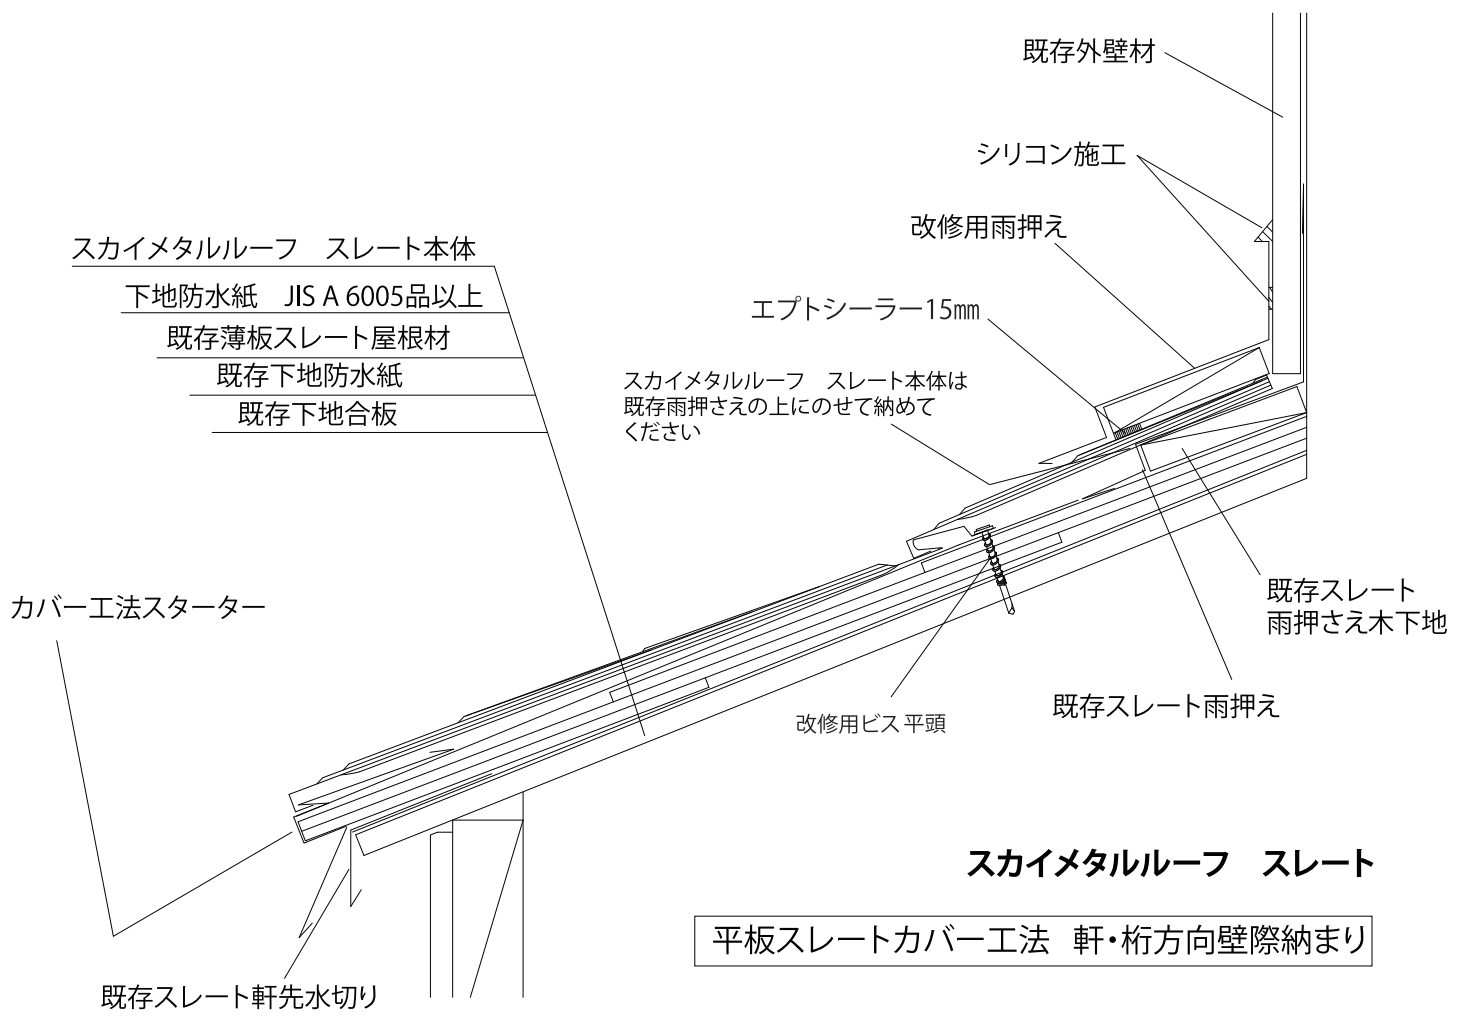 既存外壁材
シリコン施工
改修用雨押え
スカイメタルルーフ　スレート本体
下地防水紙　JIS A 6005品以上
既存薄板スレート屋根材
既存下地防水紙
既存下地合板
エプトシーラー15㎜
スカイメタルルーフ　スレート本体は
既存雨押さえの上にのせて納めて
ください
カバー工法スターター
既存スレート
雨押さえ木下地
既存スレート雨押え
改修用ビス 平頭
スカイメタルルーフ　スレート
平板スレートカバー工法　軒・桁方向壁際納まり
既存スレート軒先水切り